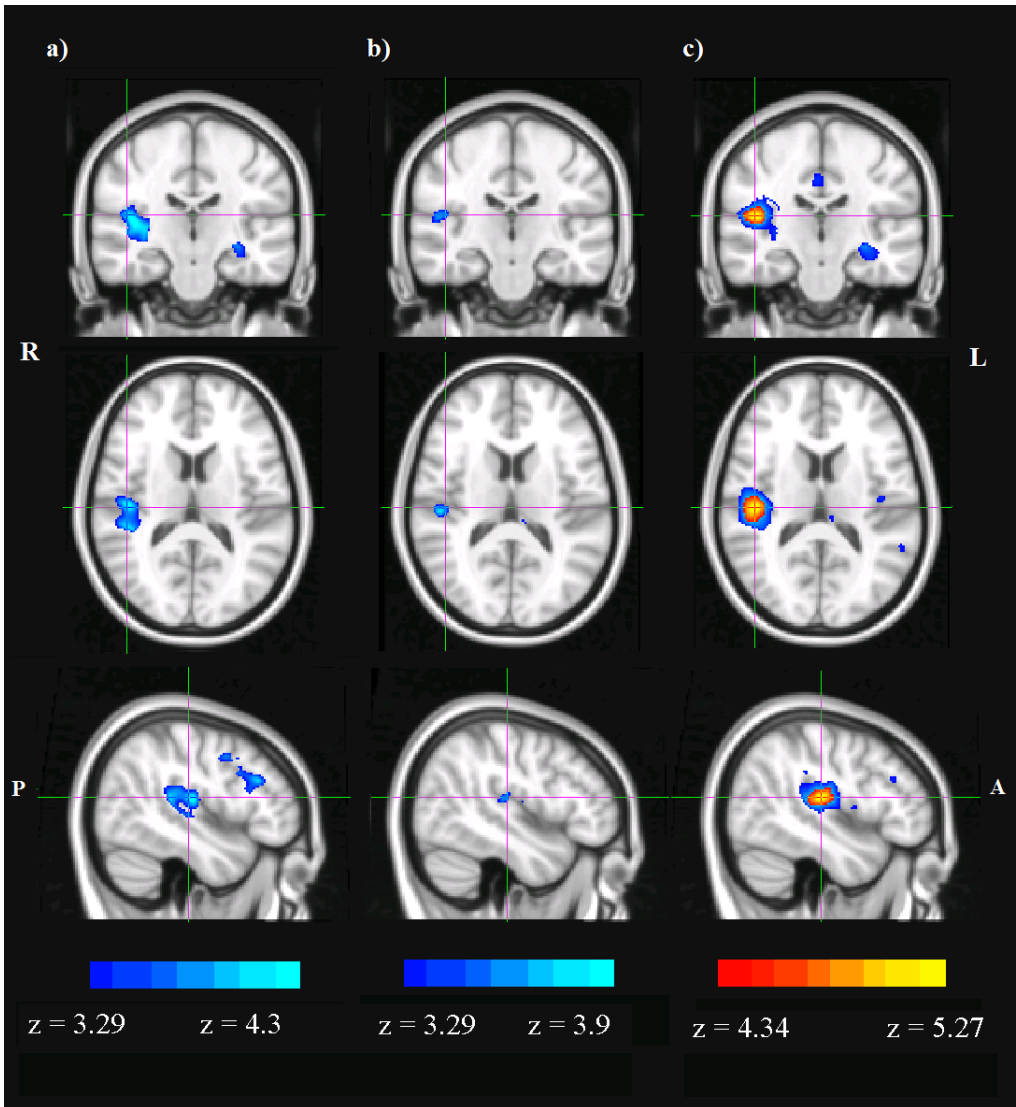 a) b) c)
R L
P A
z = 3.29 z = 4.3 z = 3.29 z = 3.9 z = 4.34 z = 5.27